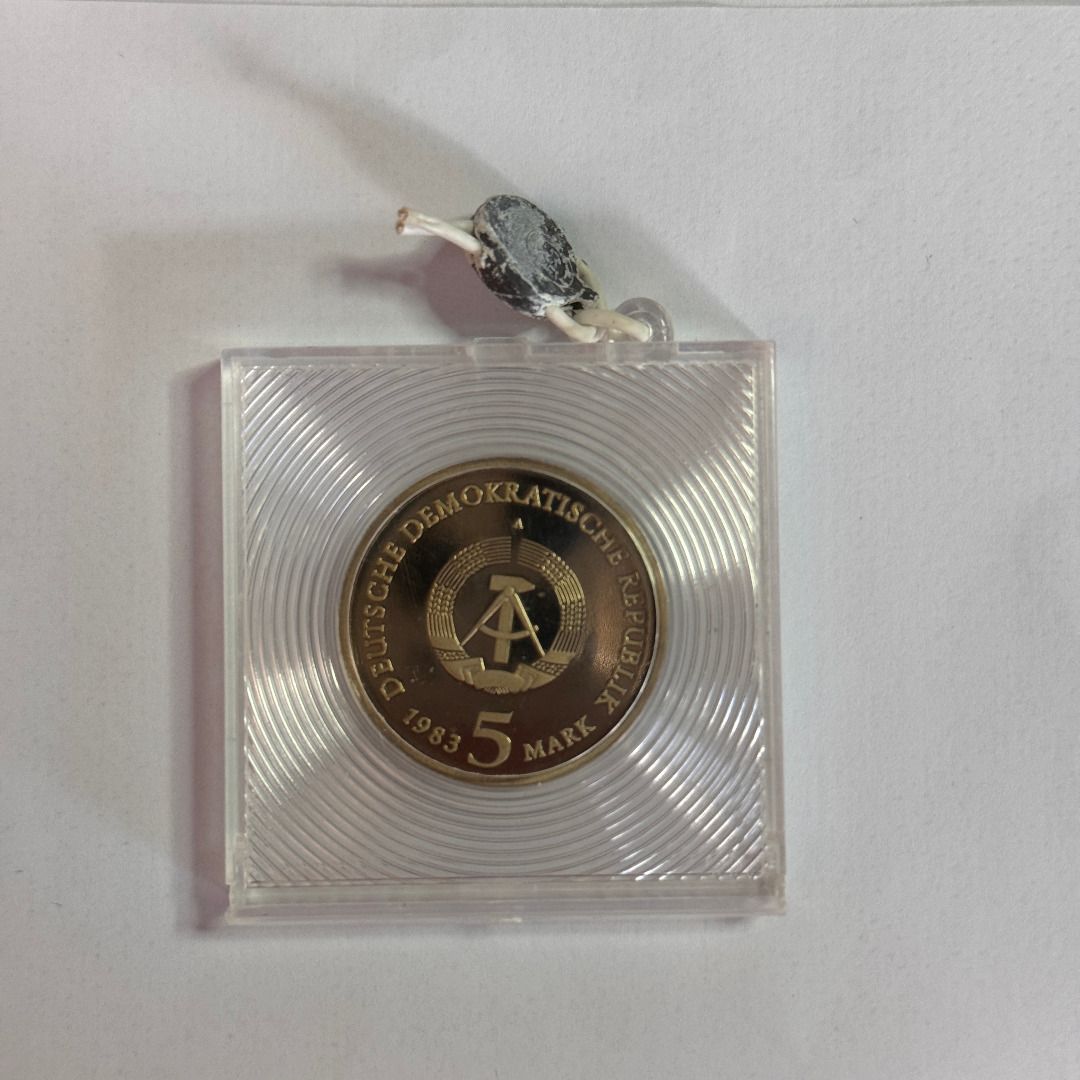 DEUTSCHE DEMOKRATISCHE REPUBLIK
A
1983 5 MARK